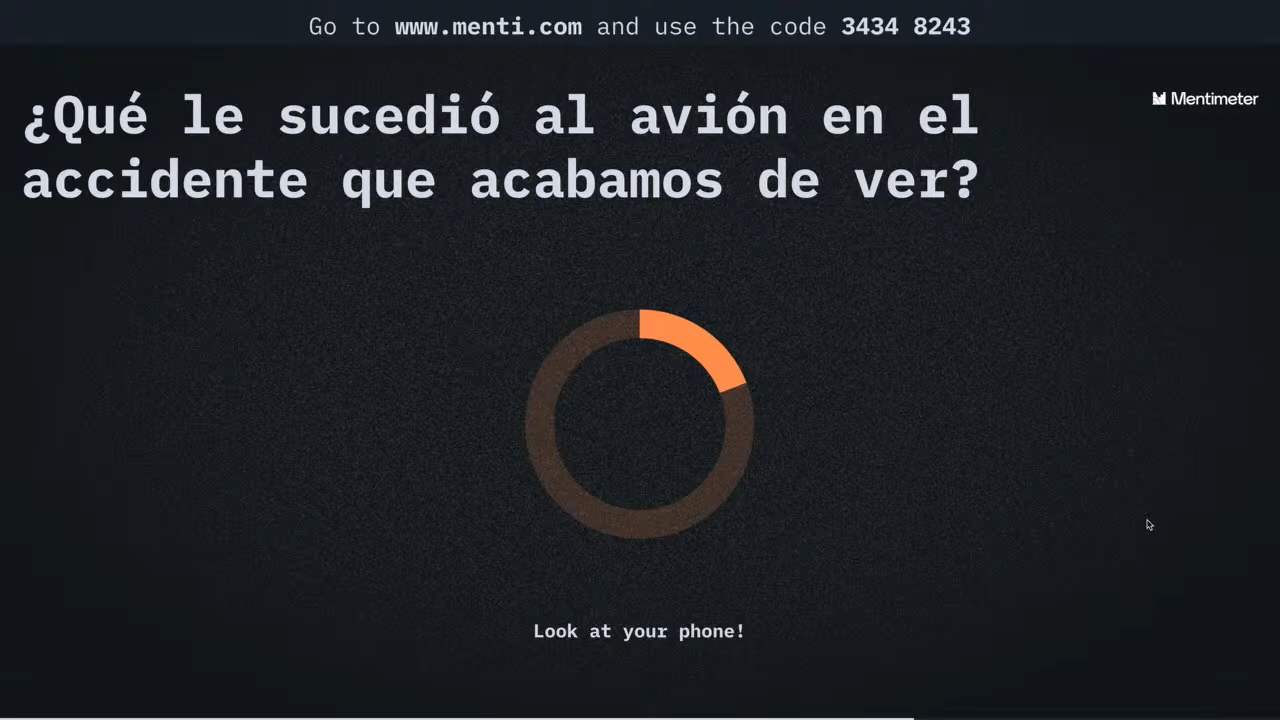 Go to www.menti.com and use the code 3434 8243
¿Qué le sucedió al avión en el
accidente que acabamos de ver?
Mentimeter
Look at your phone!